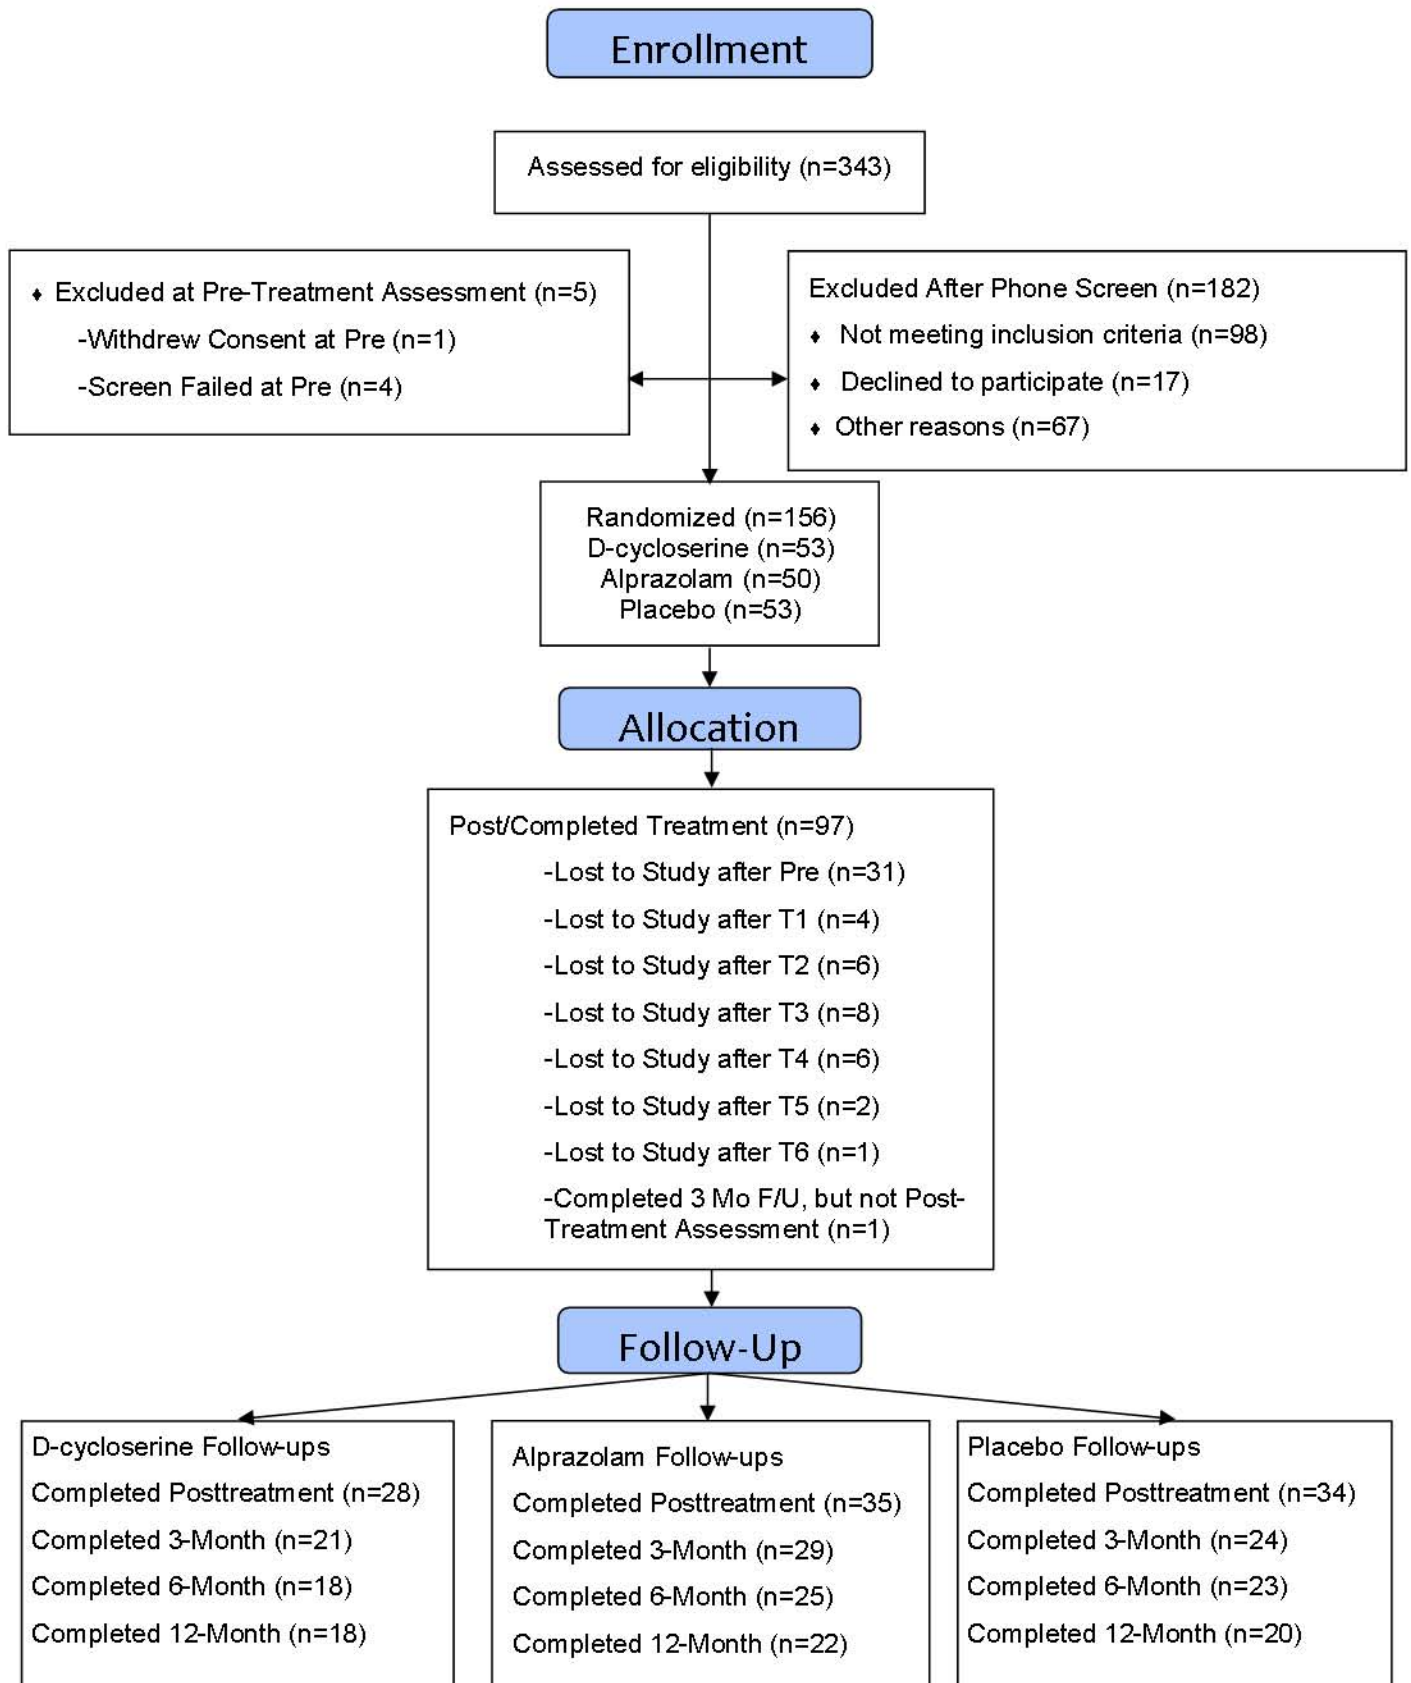 Enrollment
Assessed for eligibility (n=343)
♦ Excluded at Pre-Treatment Assessment (n=5)
-Withdrew Consent at Pre (n=1)
-Screen Failed at Pre (n=4)
Excluded After Phone Screen (n=182)
♦ Not meeting inclusion criteria (n=98)
♦ Declined to participate (n=17)
♦ Other reasons (n=67)
Randomized (n=156)
D-cycloserine (n=53)
Alprazolam (n=50)
Placebo (n=53)
Allocation
Post/Completed Treatment (n=97)
-Lost to Study after Pre (n=31)
-Lost to Study after T1 (n=4)
-Lost to Study after T2 (n=6)
-Lost to Study after T3 (n=8)
-Lost to Study after T4 (n=6)
-Lost to Study after T5 (n=2)
-Lost to Study after T6 (n=1)
-Completed 3 Mo F/U, but not Post-
Treatment Assessment (n=1)
Follow-Up
D-cycloserine Follow-ups
Completed Posttreatment (n=28)
Completed 3-Month (n=21)
Completed 6-Month (n=18)
Completed 12-Month (n=18)
Alprazolam Follow-ups
Completed Posttreatment (n=35)
Completed 3-Month (n=29)
Completed 6-Month (n=25)
Completed 12-Month (n=22)
Placebo Follow-ups
Completed Posttreatment (n=34)
Completed 3-Month (n=24)
Completed 6-Month (n=23)
Completed 12-Month (n=20)